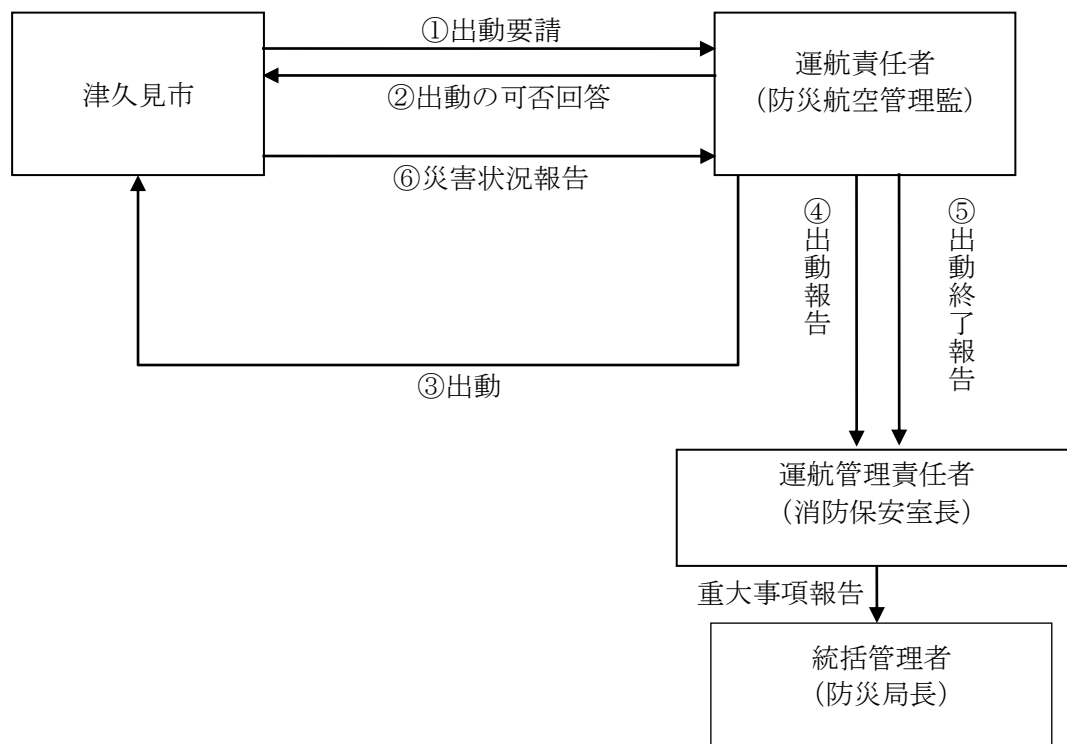 津久見市
①出動要請
②出動の可否回答
⑥災害状況報告
運航責任者
(防災航空管理監)
③出動
④出動報告
⑤出動終了報告
運航管理責任者
(消防保安室長)
重大事項報告
統括管理者
(防災局長)